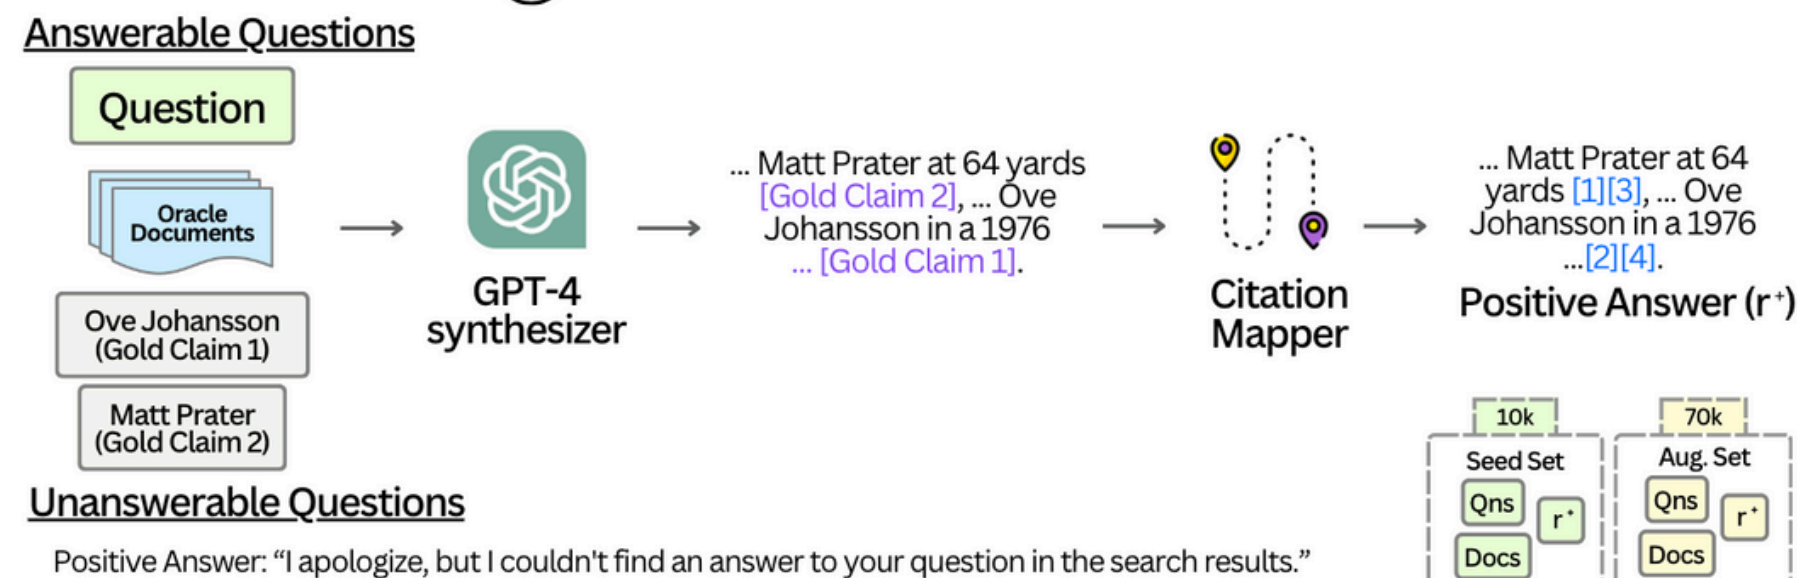 Answerable Questions
Question
Oracle
Documents
Ove Johansson
(Gold Claim 1)
Matt Prater
(Gold Claim 2)
GPT-4
synthesizer
... Matt Prater at 64 yards
[Gold Claim 2], ... Ove
Johansson in a 1976
... [Gold Claim 1].
Citation
Mapper
... Matt Prater at 64
yards [1][3], ... Ove
Johansson in a 1976
...[2][4].
Positive Answer (r⁺)
Unanswerable Questions
Positive Answer: “I apologize, but I couldn't find an answer to your question in the search results.”
10k
Seed Set
Qns
r⁺
Docs
70k
Aug. Set
Qns
r⁺
Docs